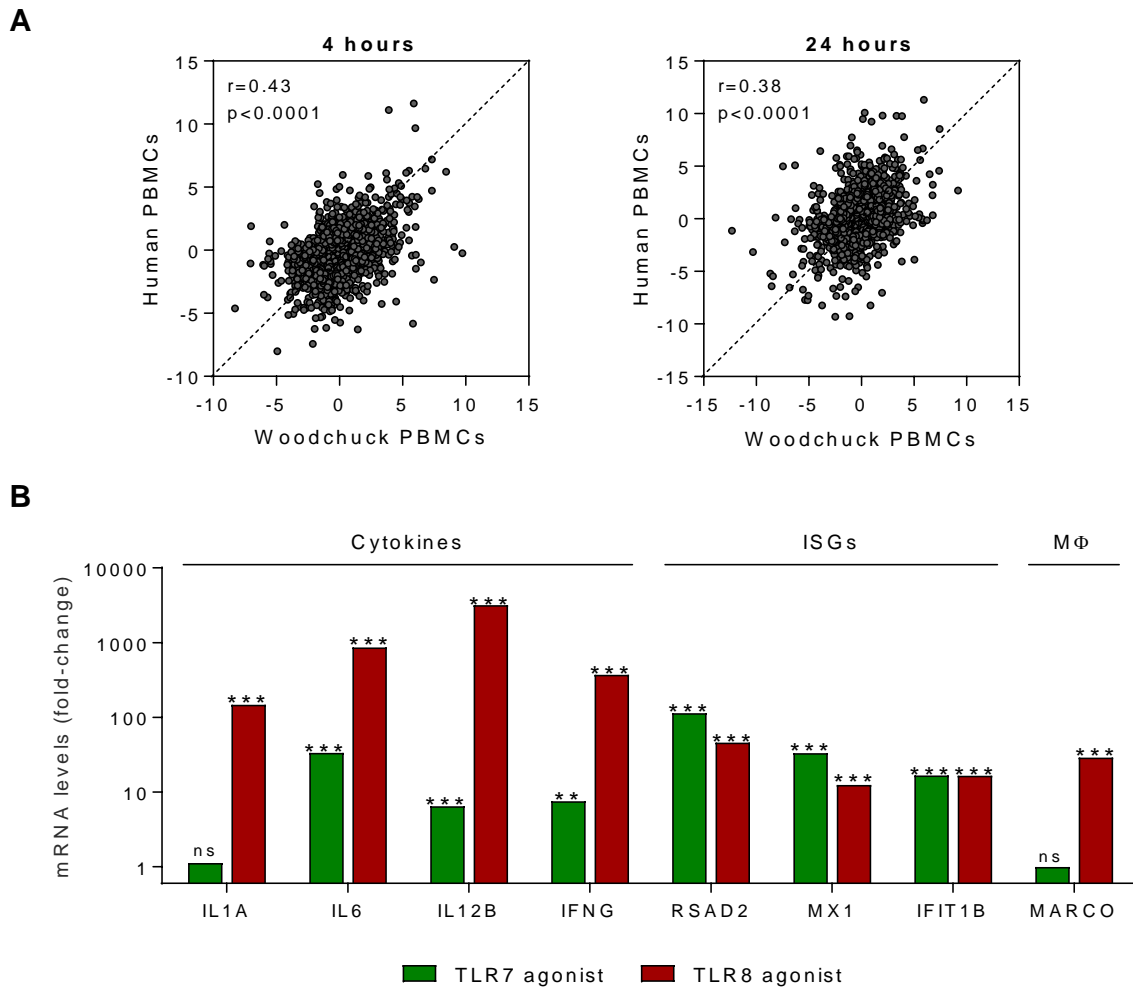 A
4 hours
r=0.43
p<0.0001
15
10
5
0
-5
-10
Human PBMCs
-10 -5 0 5 10 15
Woodchuck PBMCs
24 hours
r=0.38
p<0.0001
15
10
5
0
-5
-10
-15
Human PBMCs
-15 -10 -5 0 5 10 15
Woodchuck PBMCs
B
Cytokines ISGs MΦ
mRNA levels (fold-change)
10000
1000
100
10
1
ns *** *** *** *** *** ** *** *** *** *** *** *** *** ns ***
IL1A IL6 IL12B IFNG RSAD2 MX1 IFIT1B MARCO
TLR7 agonist TLR8 agonist